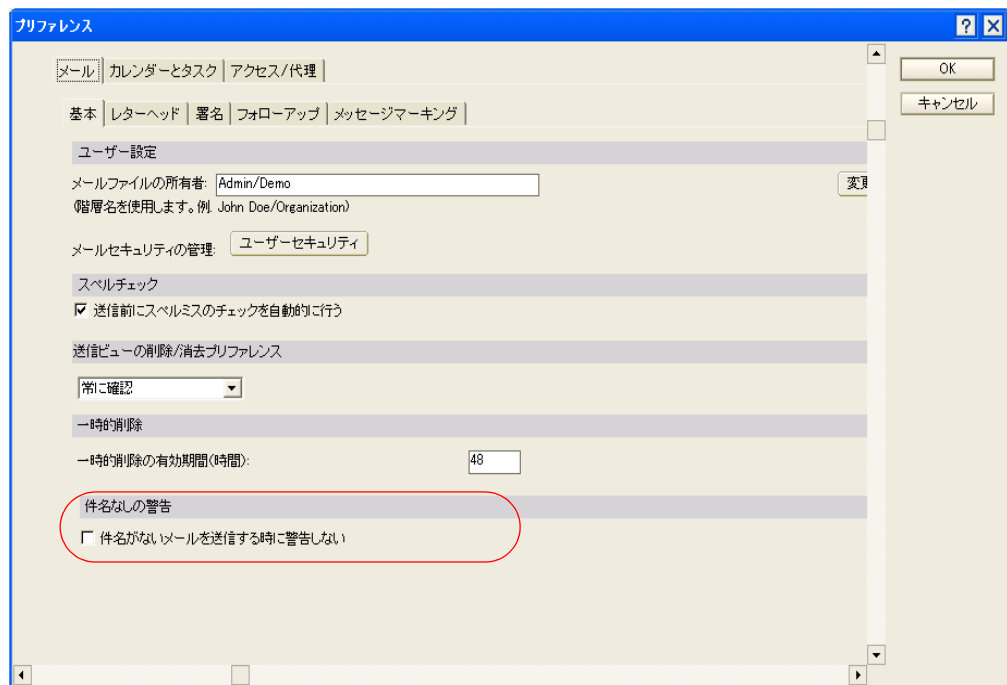 プリファレンス
メール カレンダーとタスク アクセス/代理
OK
キャンセル
基本 レターヘッド 署名 フォローアップ メッセージマーキング
ユーザー設定
メールファイルの所有者: Admin/Demo 変更
(階層名を使用します。例. John Doe/Organization)
メールセキュリティの管理: ユーザーセキュリティ
スペルチェック
送信前にスペルミスのチェックを自動的に行う
送信ビューの削除/消去プリファレンス
常に確認
一時的削除
一時的削除の有効期間(時間): 48
件名なしの警告
件名がないメールを送信する時に警告しない